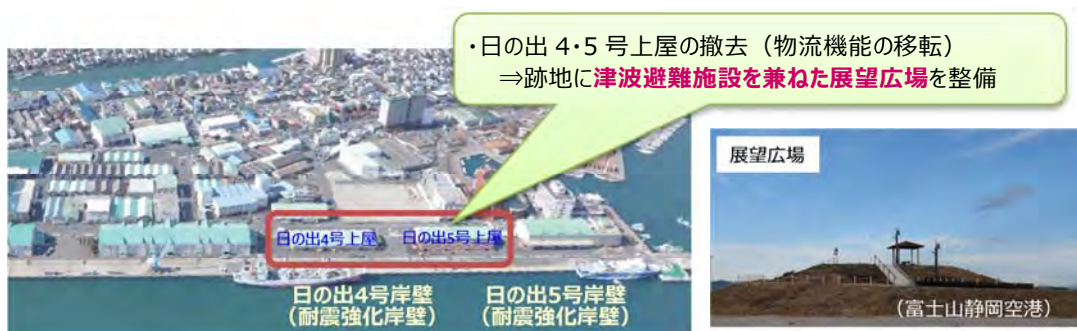 ・日の出 4・5 号上屋の撤去（物流機能の移転）
⇒跡地に津波避難施設を兼ねた展望広場を整備
展望広場
日の出4号上屋
日の出5号上屋
日の出4号岸壁
（耐震強化岸壁）
日の出5号岸壁
（耐震強化岸壁）
（富士山静岡空港）